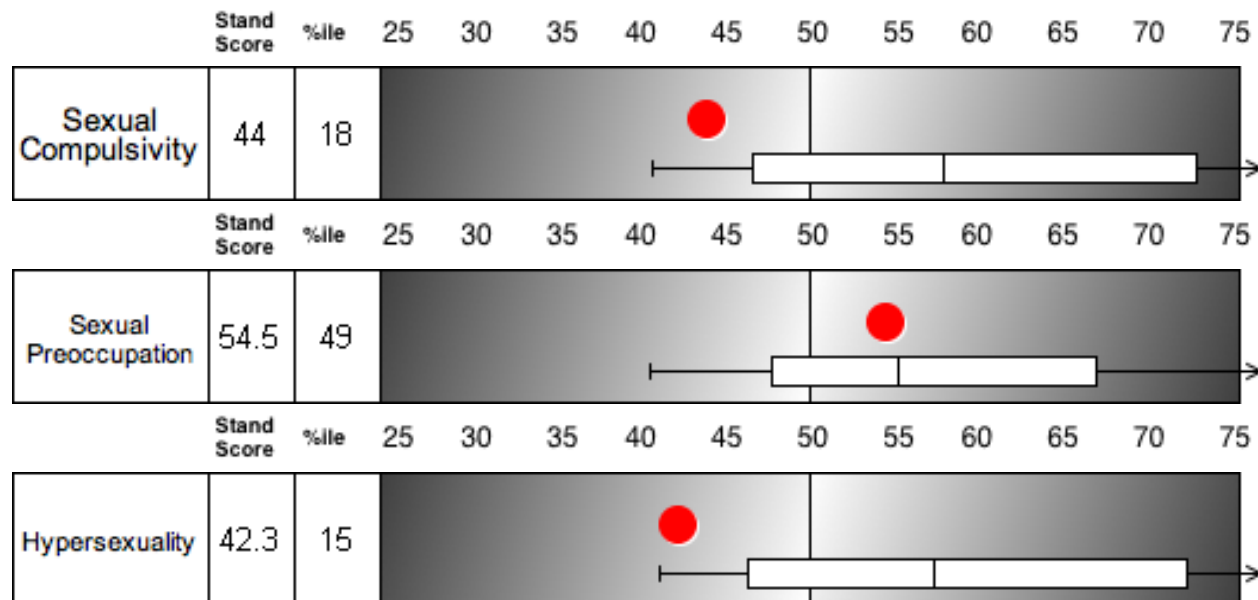 Stand Score %ile 25 30 35 40 45 50 55 60 65 70 75
Sexual Compulsivity 44 18
Stand Score %ile 25 30 35 40 45 50 55 60 65 70 75
Sexual Preoccupation 54.5 49
Stand Score %ile 25 30 35 40 45 50 55 60 65 70 75
Hypersexuality 42.3 15